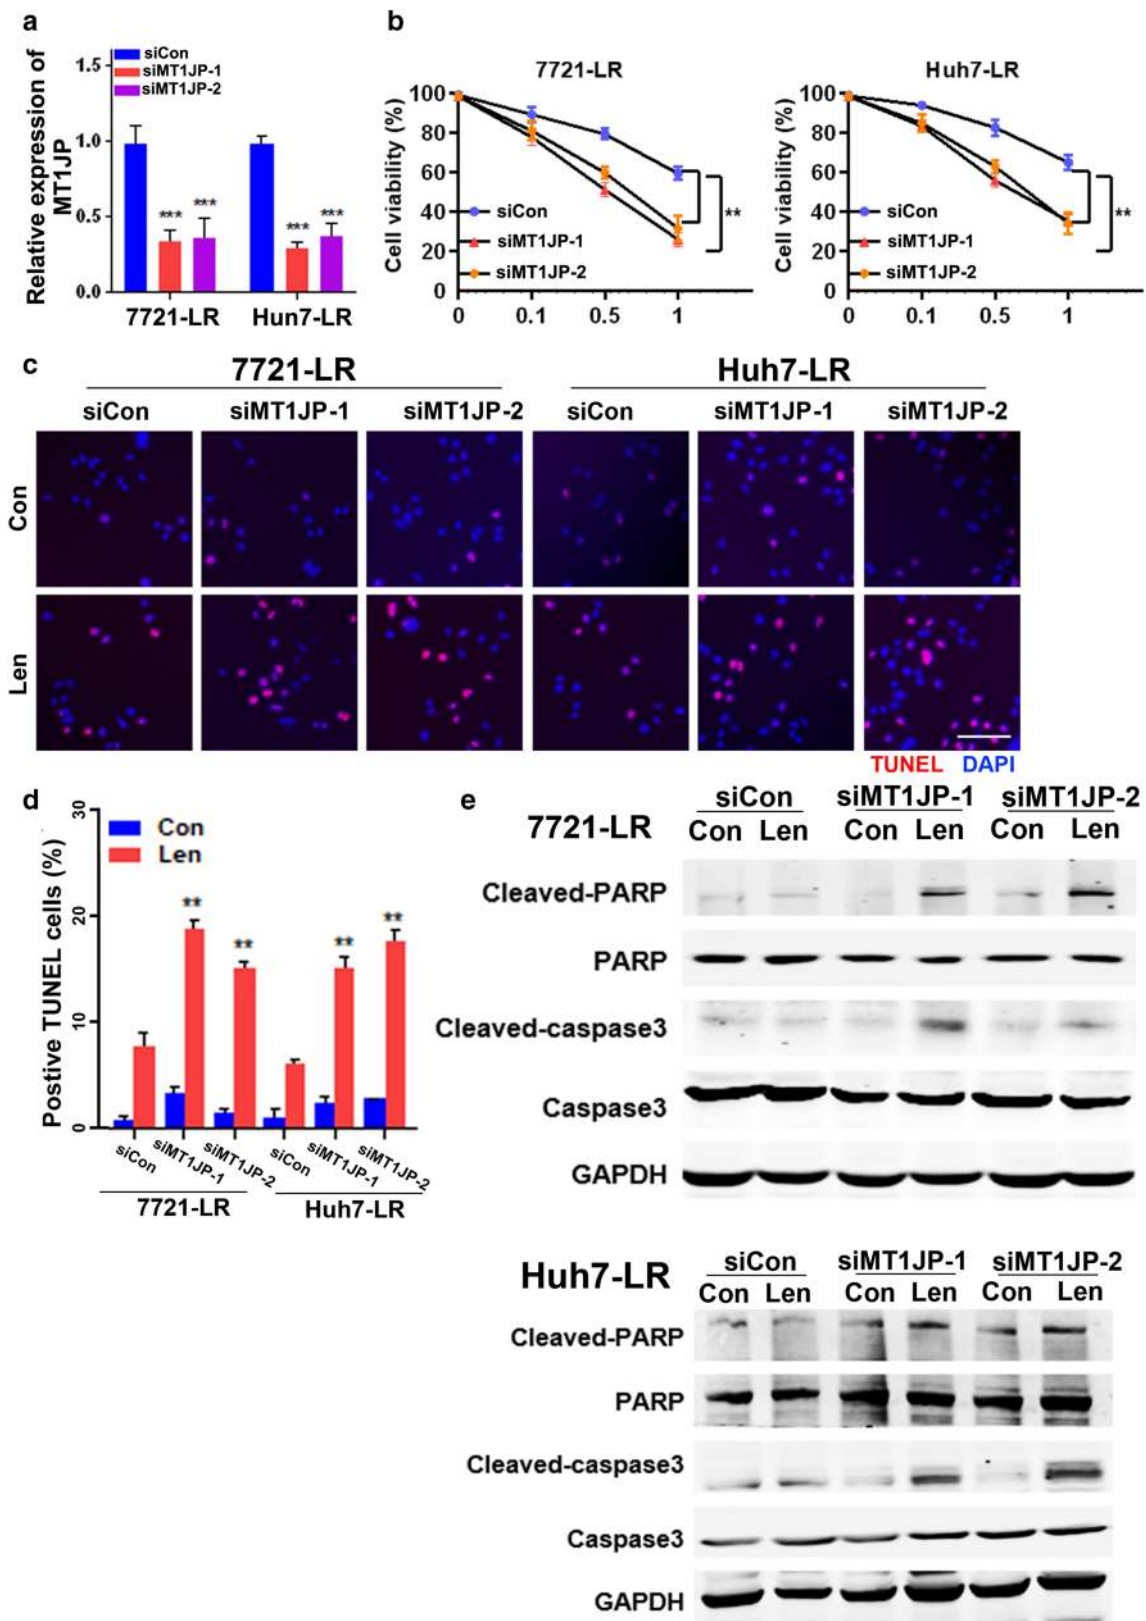 a
Relative expression of
MT1JP
1.5
1.0
0.5
0.0
siCon
siMT1JP-1
siMT1JP-2
***
***
***
***
7721-LR
Hun7-LR
b
7721-LR
Cell viability (%)
100
80
60
40
20
0
siCon
siMT1JP-1
siMT1JP-2
**
0 0.1 0.5 1
Huh7-LR
Cell viability (%)
100
80
60
40
20
0
siCon
siMT1JP-1
siMT1JP-2
**
0 0.1 0.5 1
c
7721-LR
Huh7-LR
siCon siMT1JP-1 siMT1JP-2 siCon siMT1JP-1 siMT1JP-2
Con
Len
TUNEL DAPI
d
Postive TUNEL cells (%)
30
20
10
0
Con
Len
**
**
**
**
siCon siMT1JP-1 siMT1JP-2 siCon siMT1JP-1 siMT1JP-2
7721-LR
Huh7-LR
e
7721-LR
siCon siMT1JP-1 siMT1JP-2
Con Len Con Len Con Len
Cleaved-PARP
PARP
Cleaved-caspase3
Caspase3
GAPDH
Huh7-LR
siCon siMT1JP-1 siMT1JP-2
Con Len Con Len Con Len
Cleaved-PARP
PARP
Cleaved-caspase3
Caspase3
GAPDH